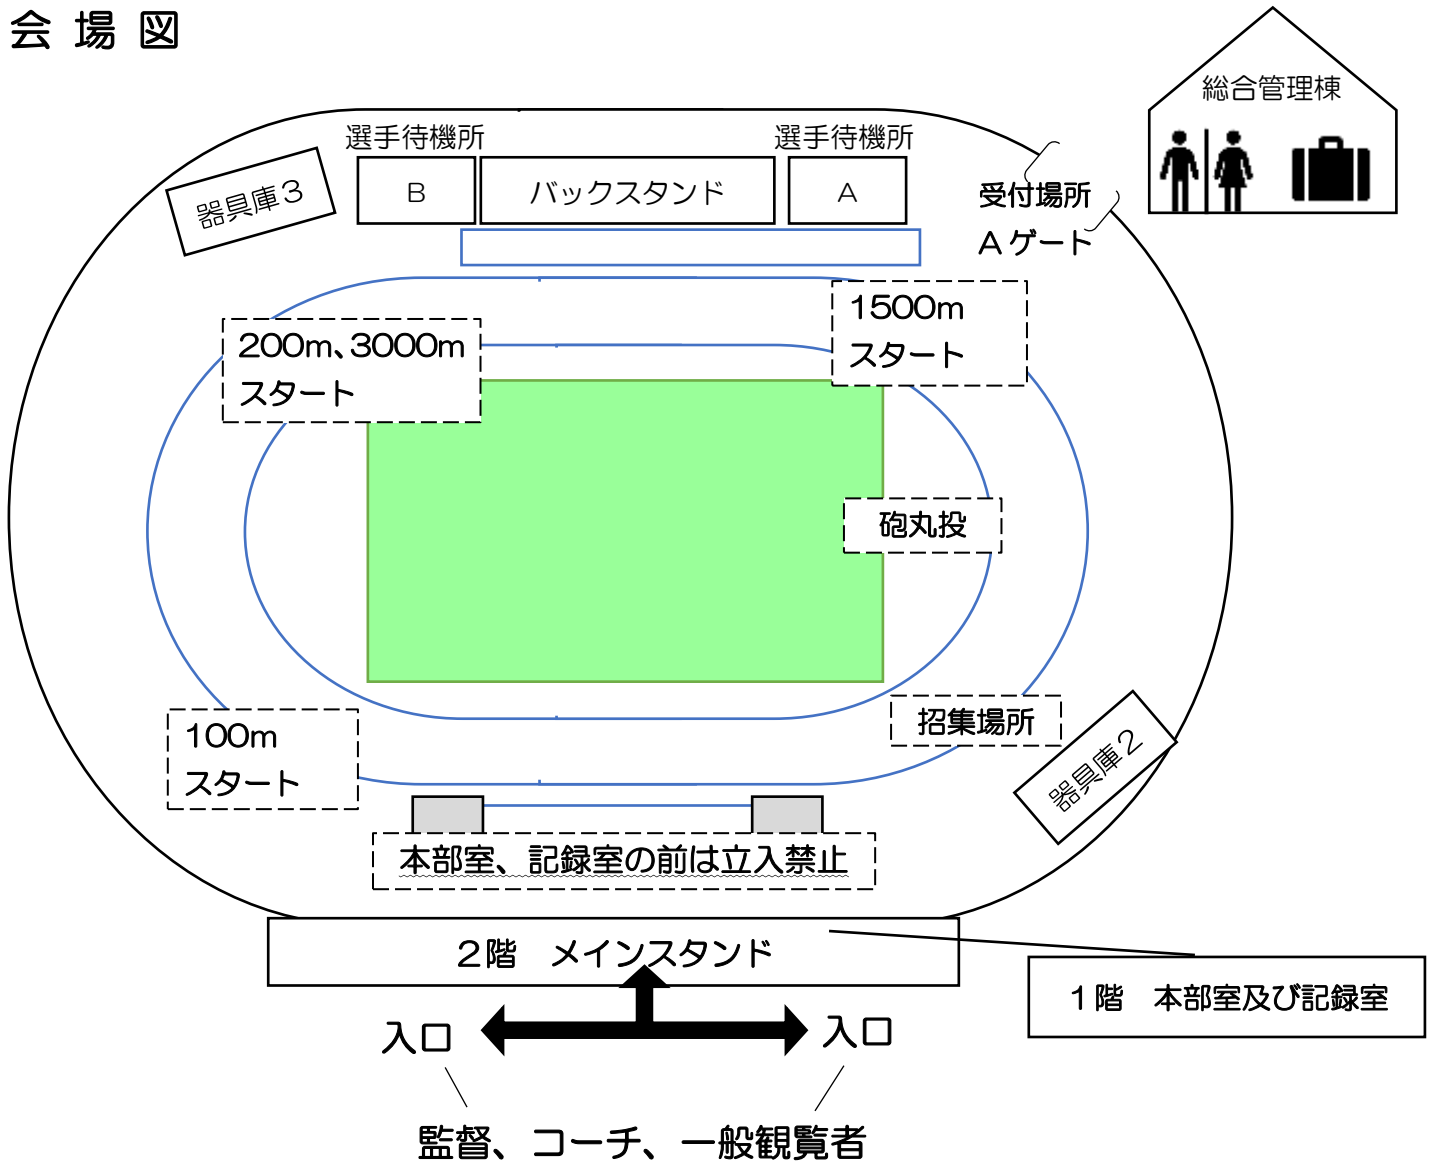 会 場 図
総合管理棟
選手待機所
選手待機所
器具庫３
B
バックスタンド
A
受付場所
A ゲート
1500m
スタート
200m、3000m
スタート
砲丸投
招集場所
100m
スタート
器具庫２
本部室、記録室の前は立入禁止
２階　メインスタンド
１階　本部室及び記録室
入口
入口
監督、コーチ、一般観覧者